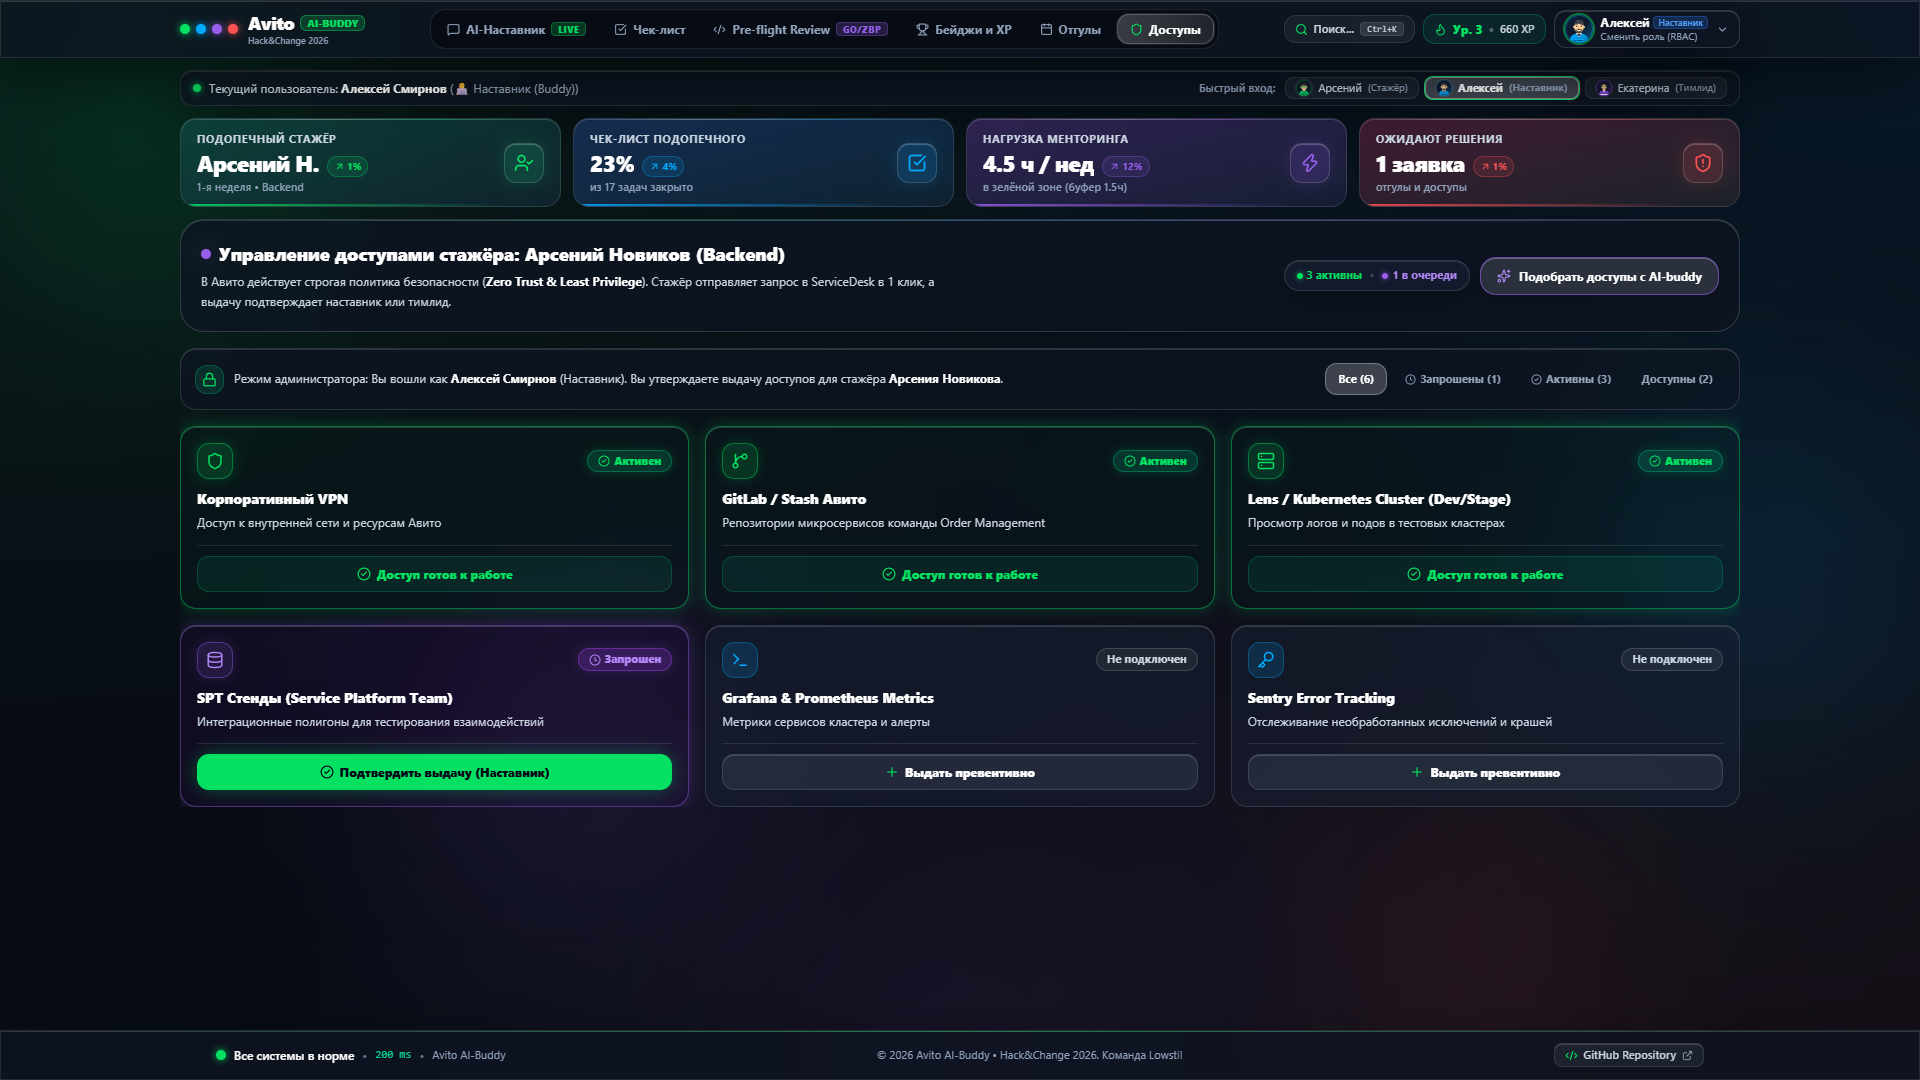 Avito AI-BUDDY
Hack&Change 2026
AI-Наставник LIVE
Чек-лист
Pre-flight Review GO/ZBP
Бейджи и XP
Отгулы
Доступы
Поиск... Ctrl+K
Ур. 3 • 660 XP
Алексей Наставник
Сменить роль (RBAC)
Текущий пользователь: Алексей Смирнов (Наставник (Buddy))
Быстрый вход:
Арсений (Стажёр)
Алексей (Наставник)
Екатерина (Тимлид)
ПОДОПЕЧНЫЙ СТАЖЁР
Арсений Н. 1%
1-я неделя • Backend
ЧЕК-ЛИСТ ПОДОПЕЧНОГО
23% 4%
из 17 задач закрыто
НАГРУЗКА МЕНТОРИНГА
4.5 ч / нед 12%
в зелёной зоне (буфер 1.5ч)
ОЖИДАЮТ РЕШЕНИЯ
1 заявка 1%
отгулы и доступы
Управление доступами стажёра: Арсений Новиков (Backend)
В Авито действует строгая политика безопасности (Zero Trust & Least Privilege). Стажёр отправляет запрос в ServiceDesk в 1 клик, а
выдачу подтверждает наставник или тимлид.
3 активны • 1 в очереди
Подобрать доступы с AI-buddy
Режим администратора: Вы вошли как Алексей Смирнов (Наставник). Вы утверждаете выдачу доступов для стажёра Арсения Новикова.
Все (6)
Запрошены (1)
Активны (3)
Доступны (2)
Активен
Корпоративный VPN
Доступ к внутренней сети и ресурсам Авито
Доступ готов к работе
Активен
GitLab / Stash Авито
Репозитории микросервисов команды Order Management
Доступ готов к работе
Активен
Lens / Kubernetes Cluster (Dev/Stage)
Просмотр логов и подов в тестовых кластерах
Доступ готов к работе
Запрошен
SPT Стенды (Service Platform Team)
Интеграционные полигоны для тестирования взаимодействий
Подтвердить выдачу (Наставник)
Не подключен
Grafana & Prometheus Metrics
Метрики сервисов кластера и алерты
Выдать превентивно
Не подключен
Sentry Error Tracking
Отслеживание необработанных исключений и крашей
Выдать превентивно
Все системы в норме • 200 ms • Avito AI-Buddy
© 2026 Avito AI-Buddy • Hack&Change 2026. Команда Lowstil
GitHub Repository